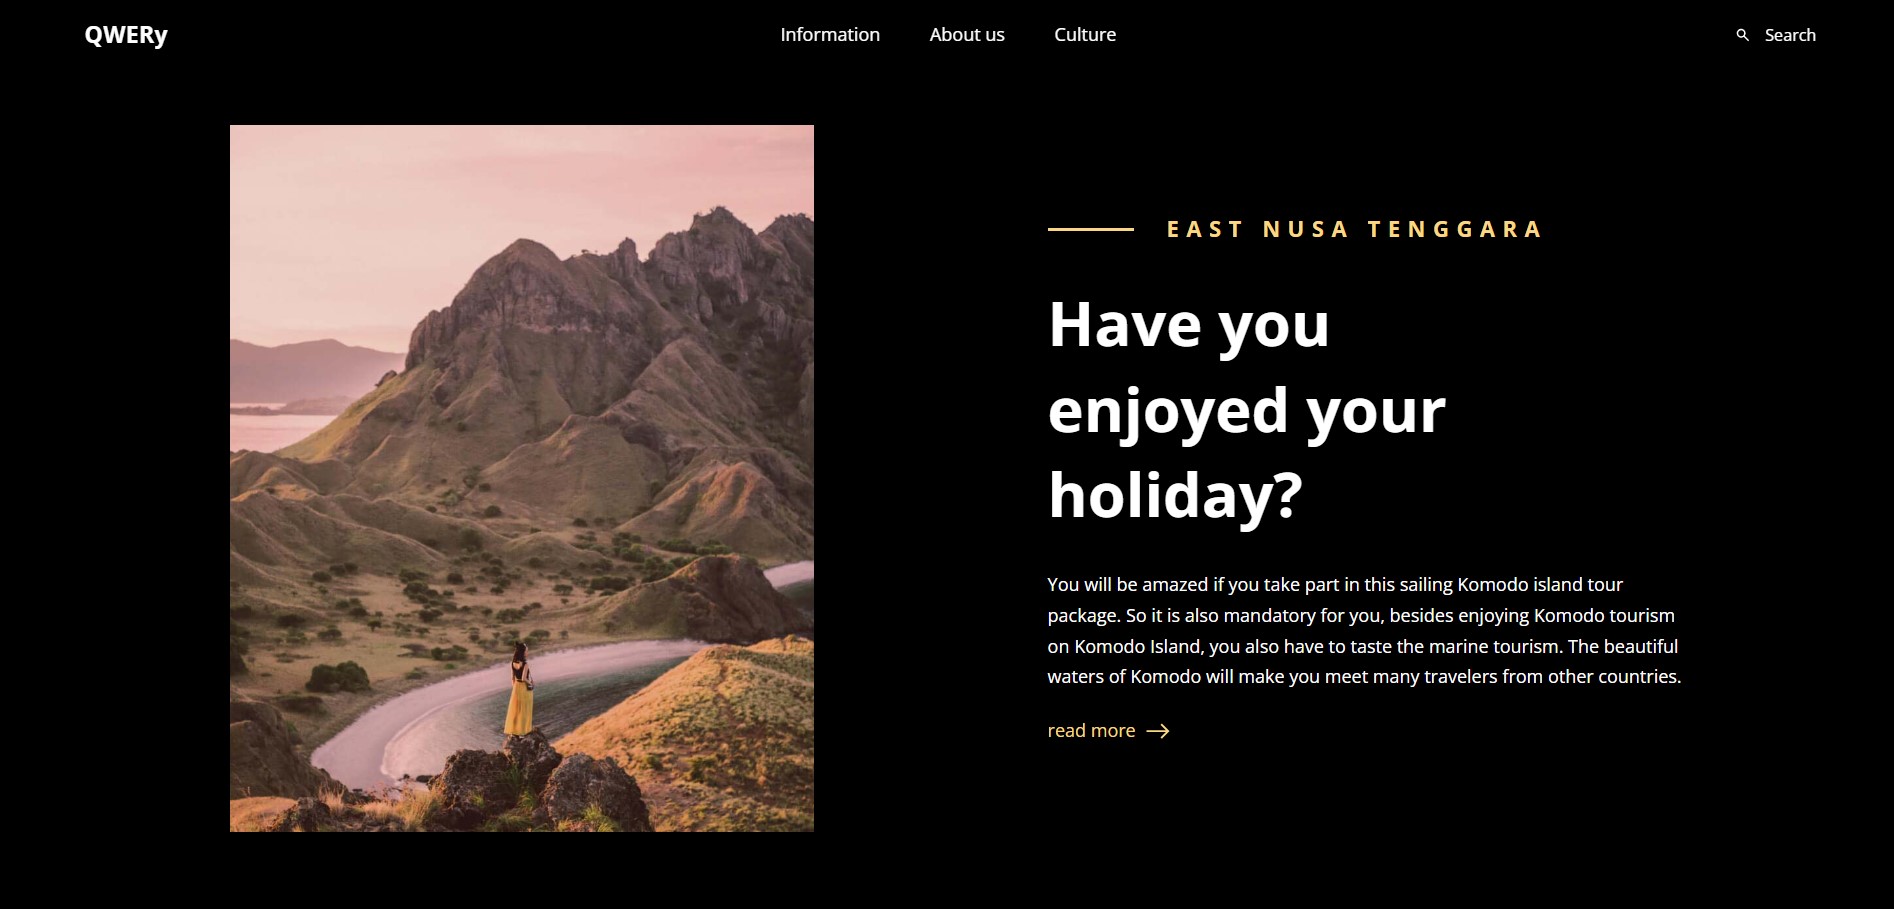 QWERy
Information
About us
Culture
Search
EAST NUSA TENGGARA
Have you
enjoyed your
holiday?
You will be amazed if you take part in this sailing Komodo island tour
package. So it is also mandatory for you, besides enjoying Komodo tourism
on Komodo Island, you also have to taste the marine tourism. The beautiful
waters of Komodo will make you meet many travelers from other countries.
read more